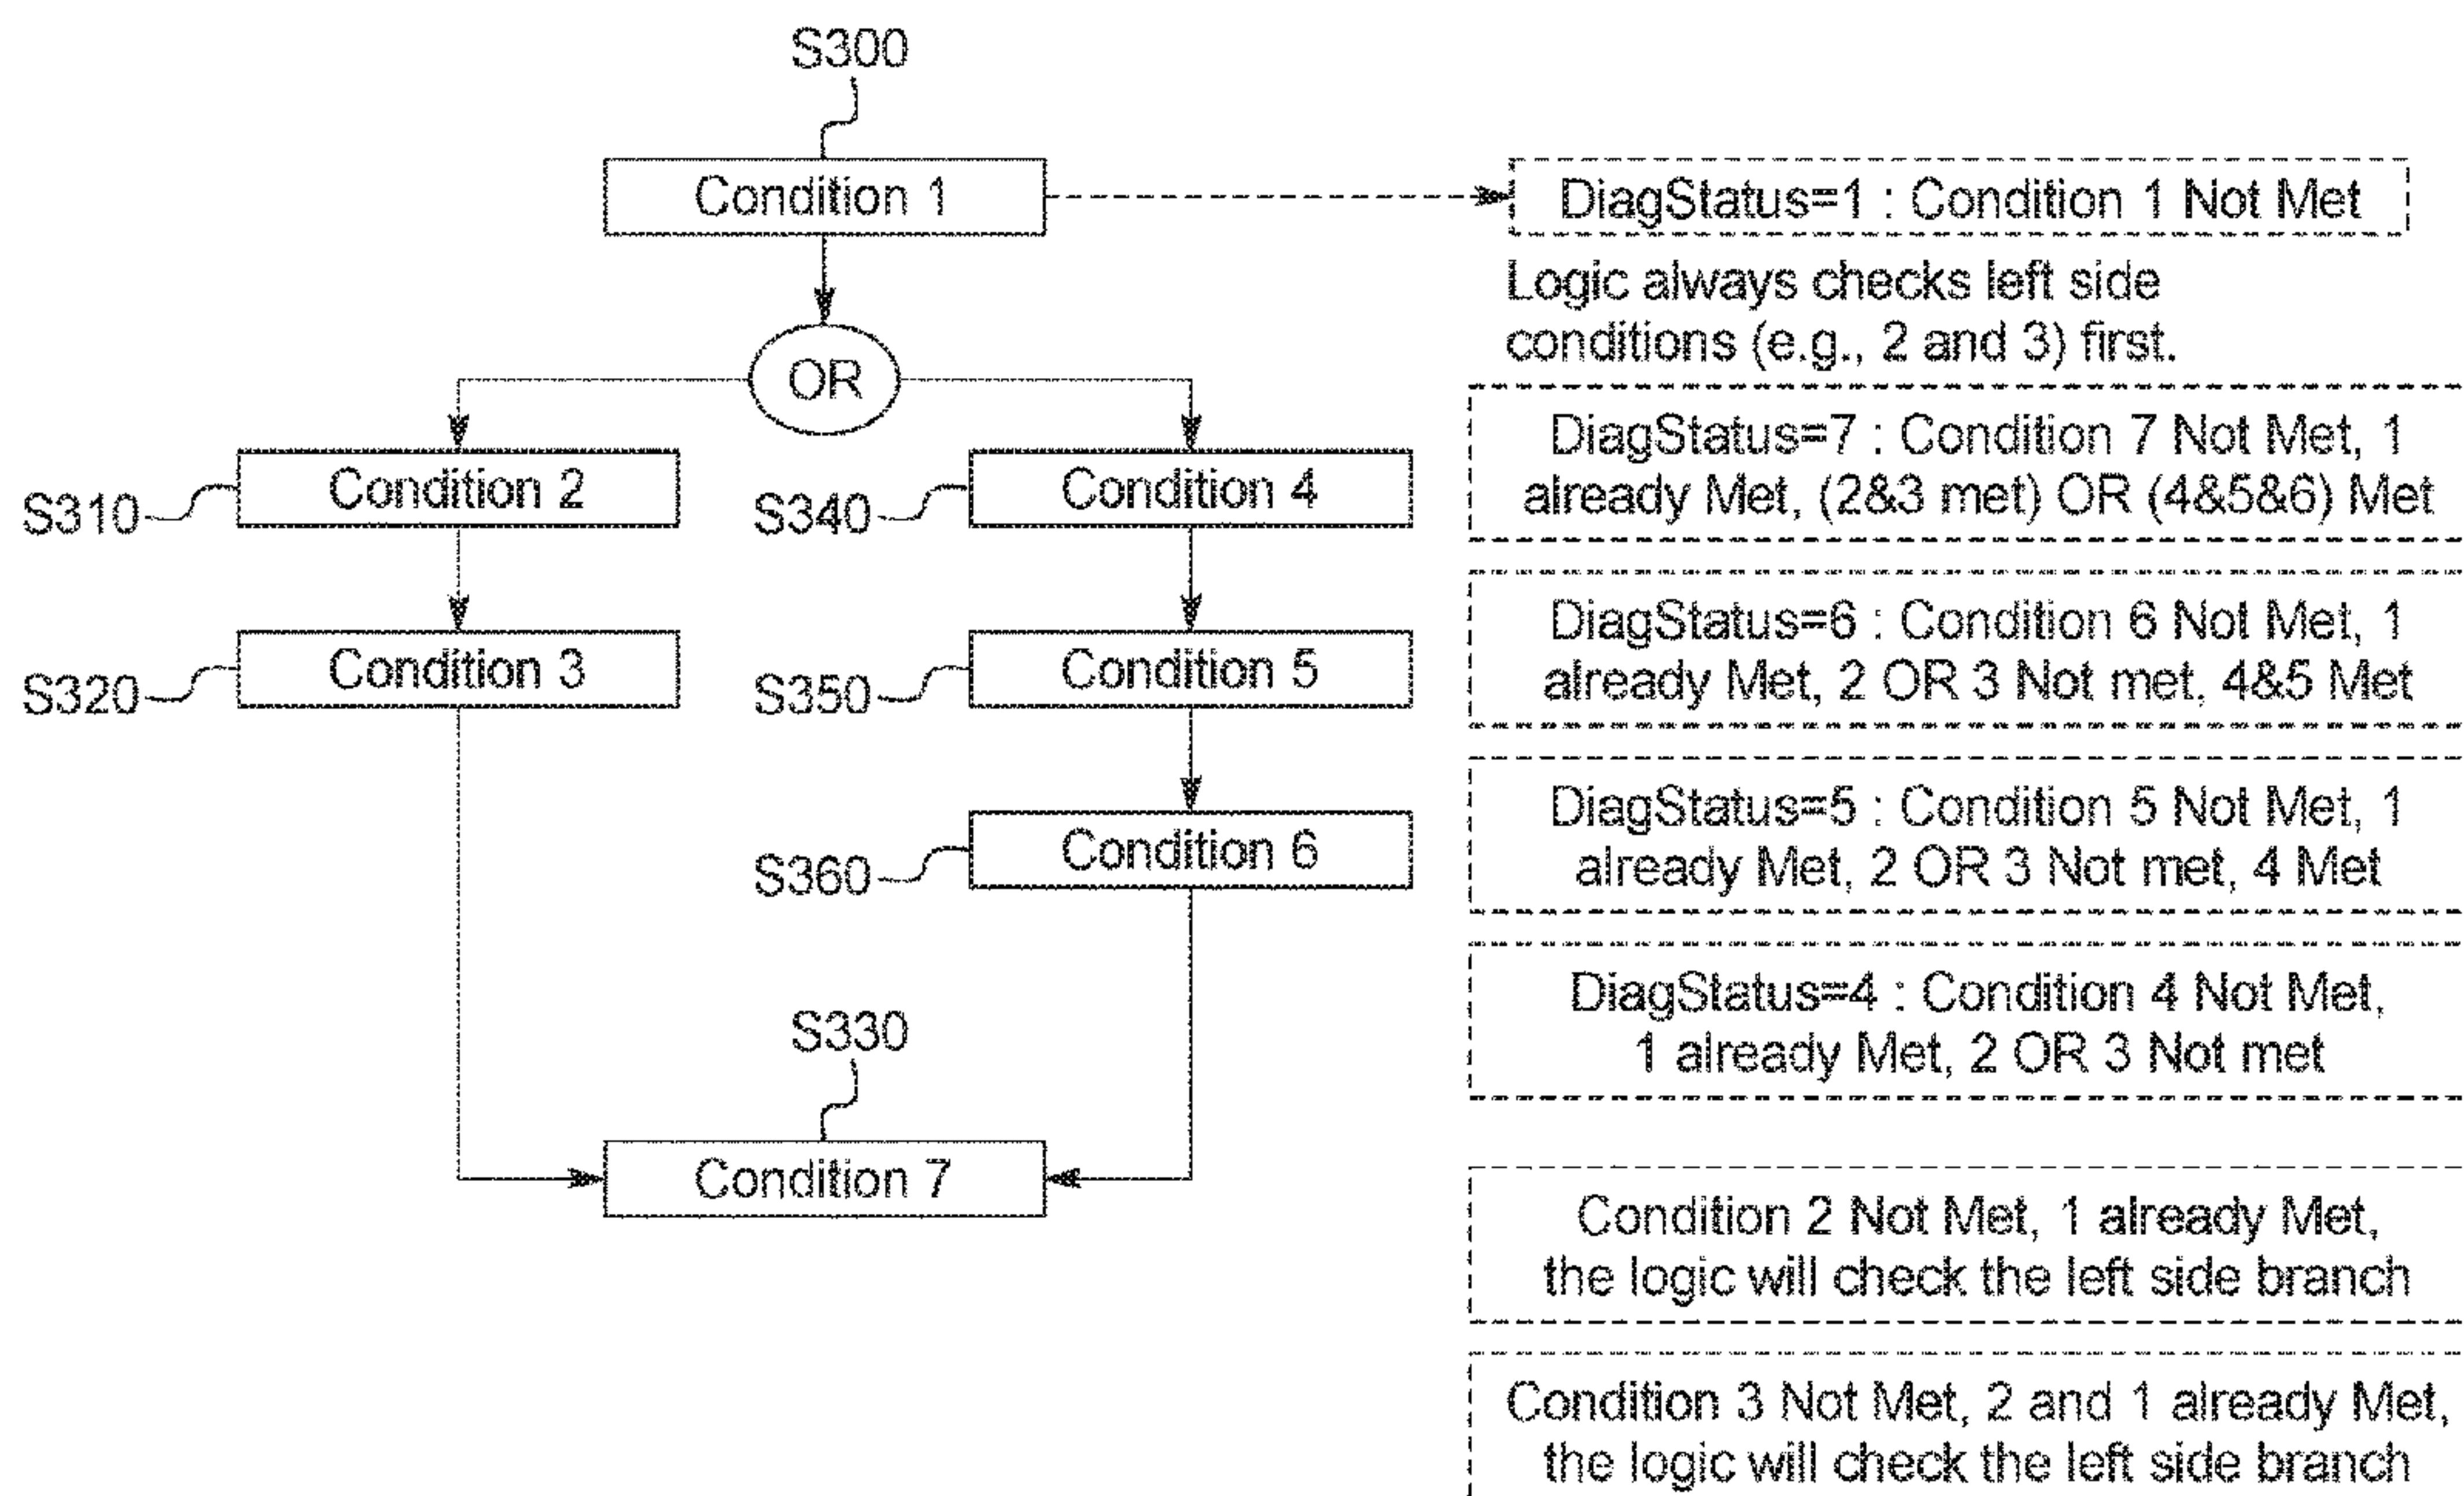 S300
Condition 1
DiagStatus=1 : Condition 1 Not Met
Logic always checks left side
conditions (e.g., 2 and 3) first.
OR
S310
Condition 2
S340
Condition 4
DiagStatus=7 : Condition 7 Not Met, 1
already Met, (2&3 met) OR (4&5&6) Met
S320
Condition 3
S350
Condition 5
DiagStatus=6 : Condition 6 Not Met, 1
already Met, 2 OR 3 Not met, 4&5 Met
S360
Condition 6
DiagStatus=5 : Condition 5 Not Met, 1
already Met, 2 OR 3 Not met, 4 Met
DiagStatus=4 : Condition 4 Not Met,
1 already Met, 2 OR 3 Not met
S330
Condition 7
Condition 2 Not Met, 1 already Met,
the logic will check the left side branch
Condition 3 Not Met, 2 and 1 already Met,
the logic will check the left side branch